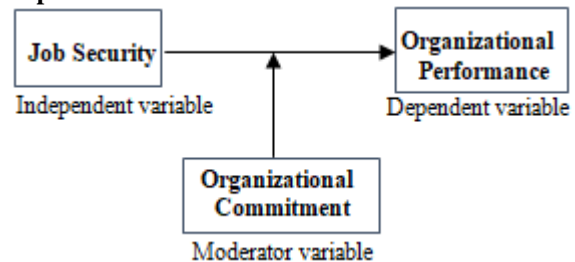 Job Security
Organizational
Performance
Independent variable
Dependent variable
Organizational
Commitment
Moderator variable